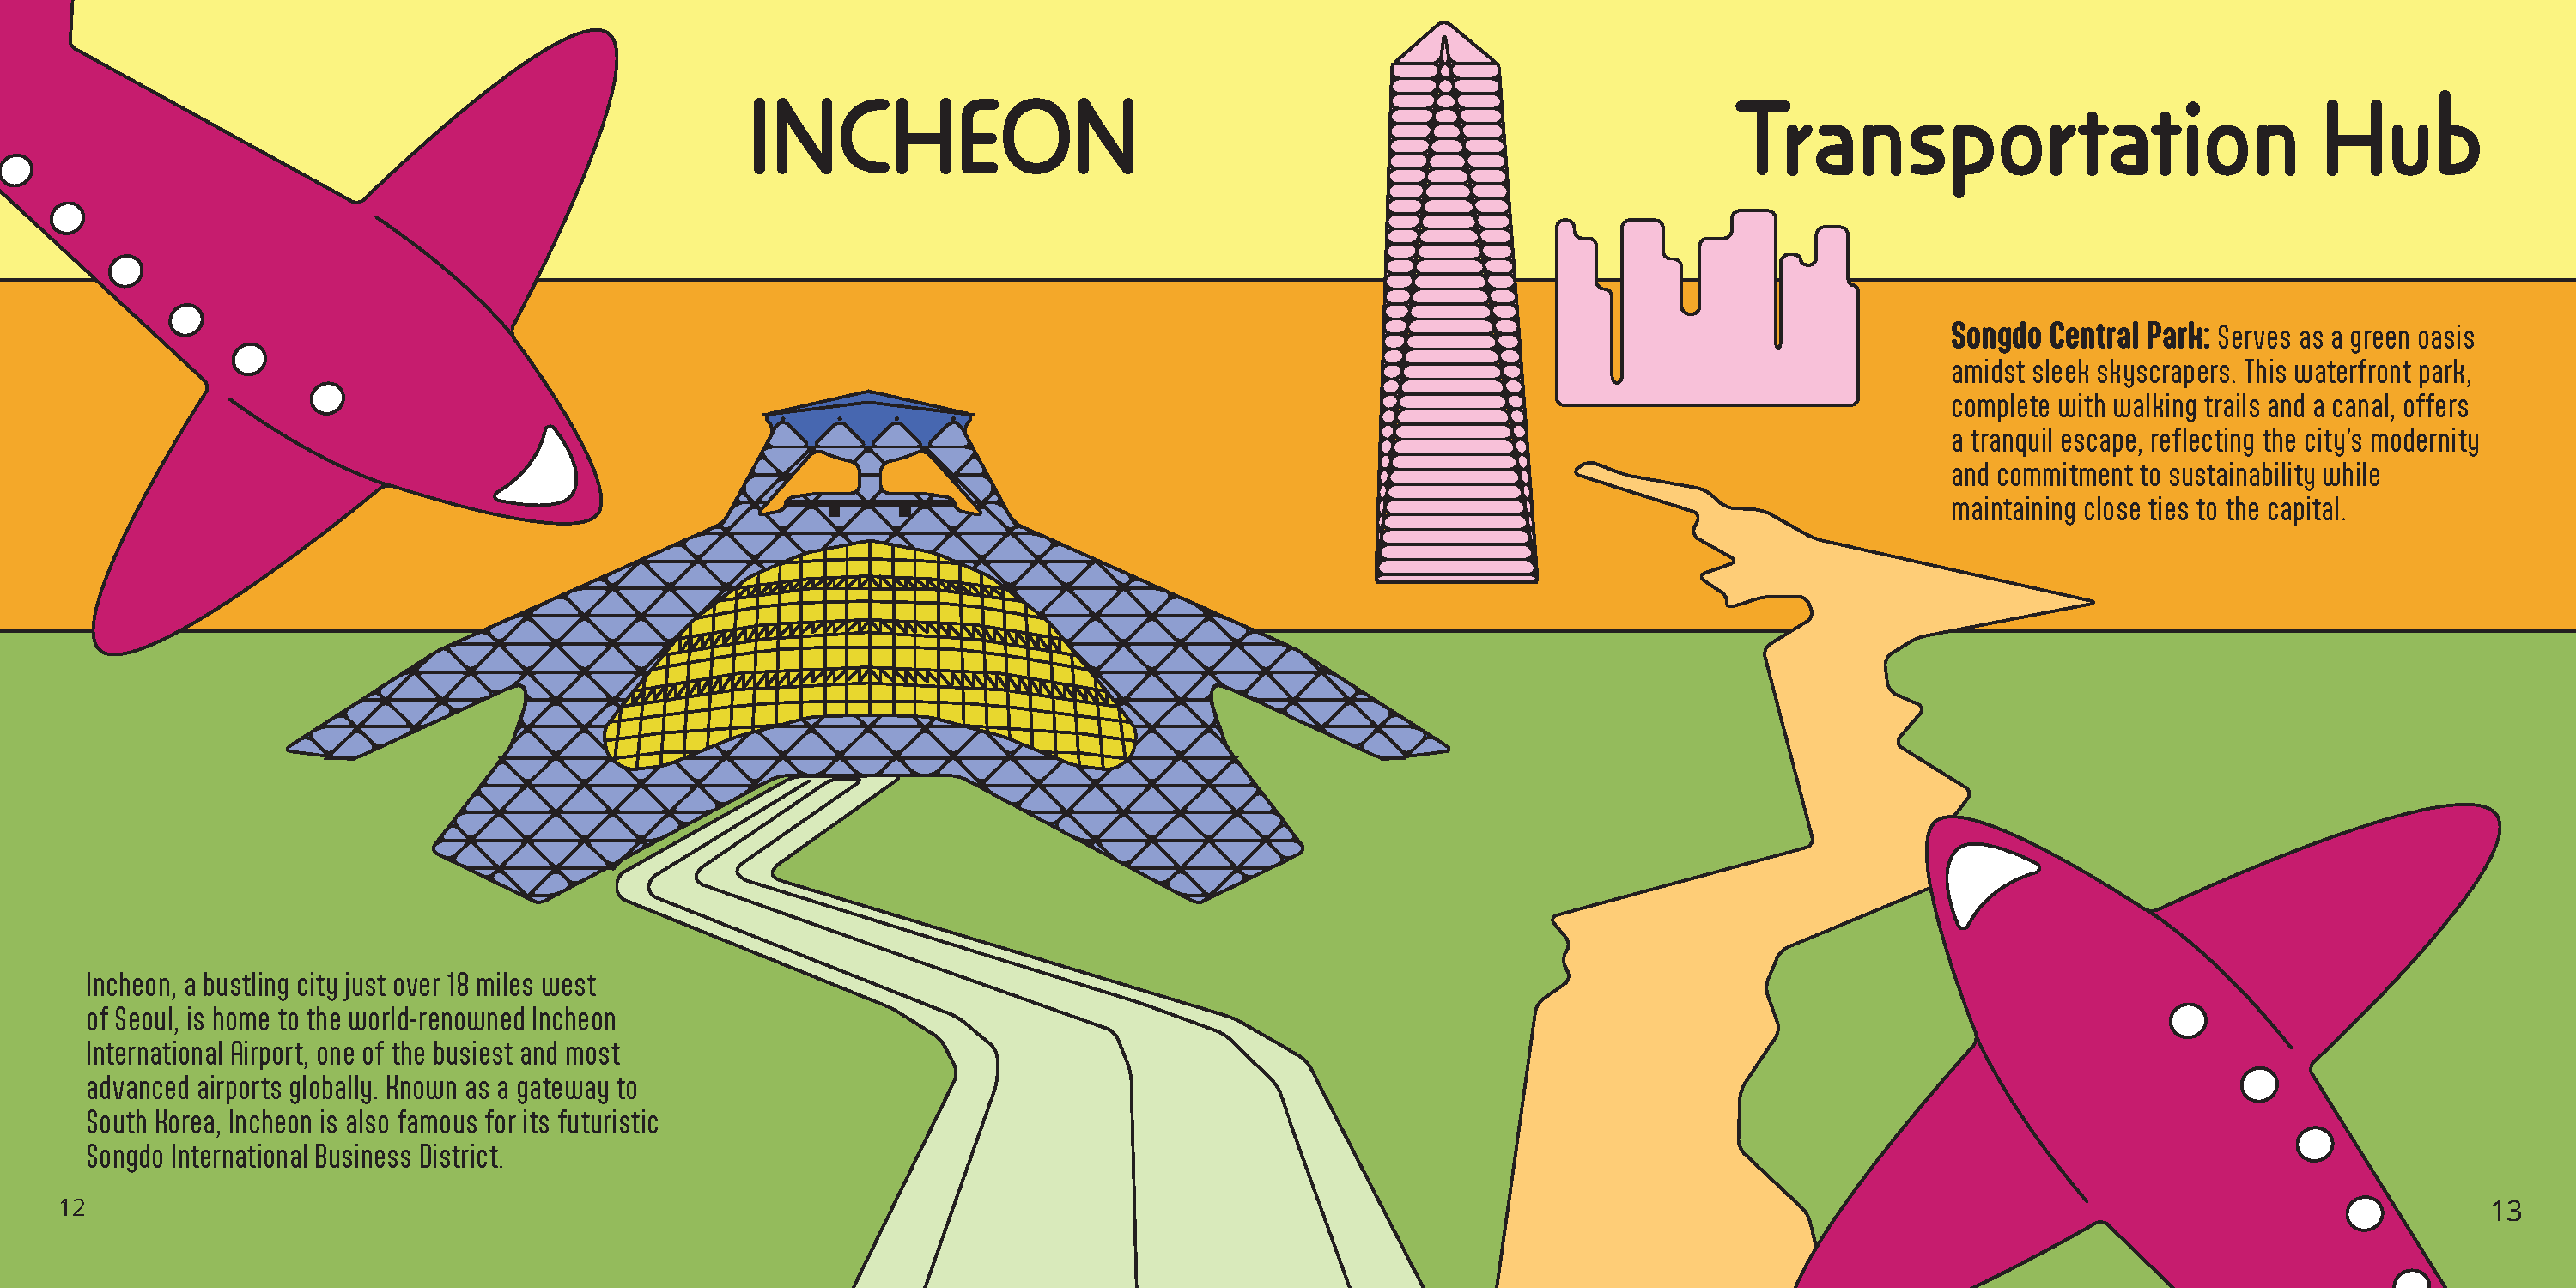 INCHEON
Transportation Hub
Songdo Central Park: Serves as a green oasis
amidst sleek skyscrapers. This waterfront park,
complete with walking trails and a canal, offers
a tranquil escape, reflecting the city’s modernity
and commitment to sustainability while
maintaining close ties to the capital.
Incheon, a bustling city just over 18 miles west
of Seoul, is home to the world-renowned Incheon
International Airport, one of the busiest and most
advanced airports globally. Known as a gateway to
South Korea, Incheon is also famous for its futuristic
Songdo International Business District.
12
13